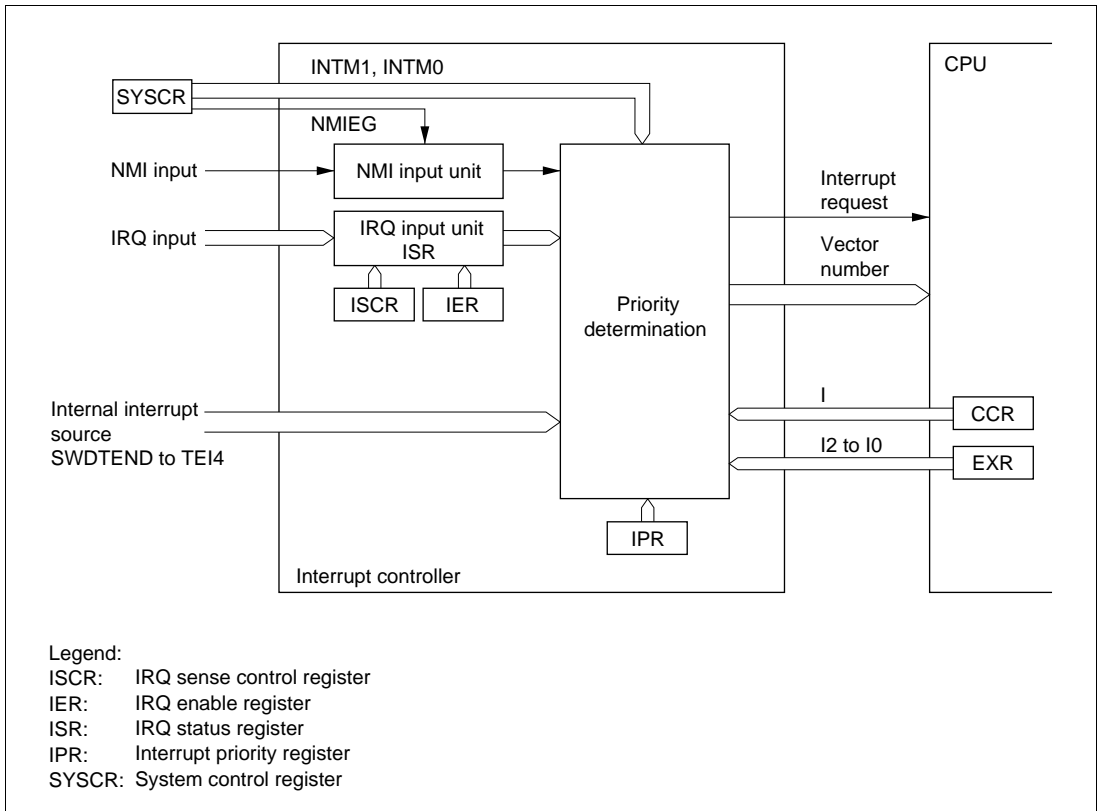 INTM1, INTM0
CPU
SYSCR
NMIEG
NMI input
NMI input unit
Interrupt
request
IRQ input
IRQ input unit
ISR
Vector
number
ISCR
IER
Priority
determination
Internal interrupt
source
SWDTEND to TEI4
I
CCR
I2 to I0
EXR
IPR
Interrupt controller
Legend:
ISCR: IRQ sense control register
IER: IRQ enable register
ISR: IRQ status register
IPR: Interrupt priority register
SYSCR: System control register